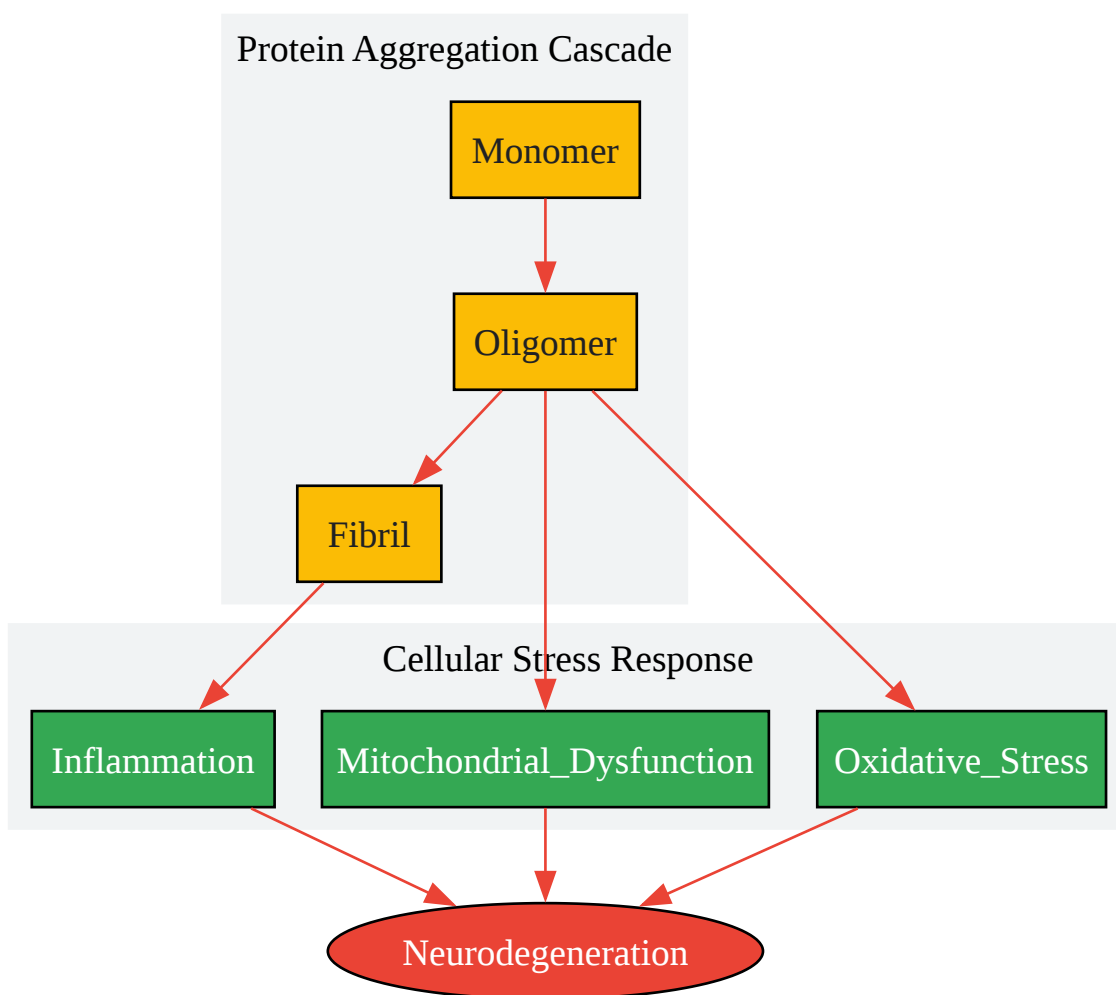 Protein Aggregation Cascade
Monomer
Oligomer
Fibril
Cellular Stress Response
Inflammation
Mitochondrial_Dysfunction
Oxidative_Stress
Neurodegeneration